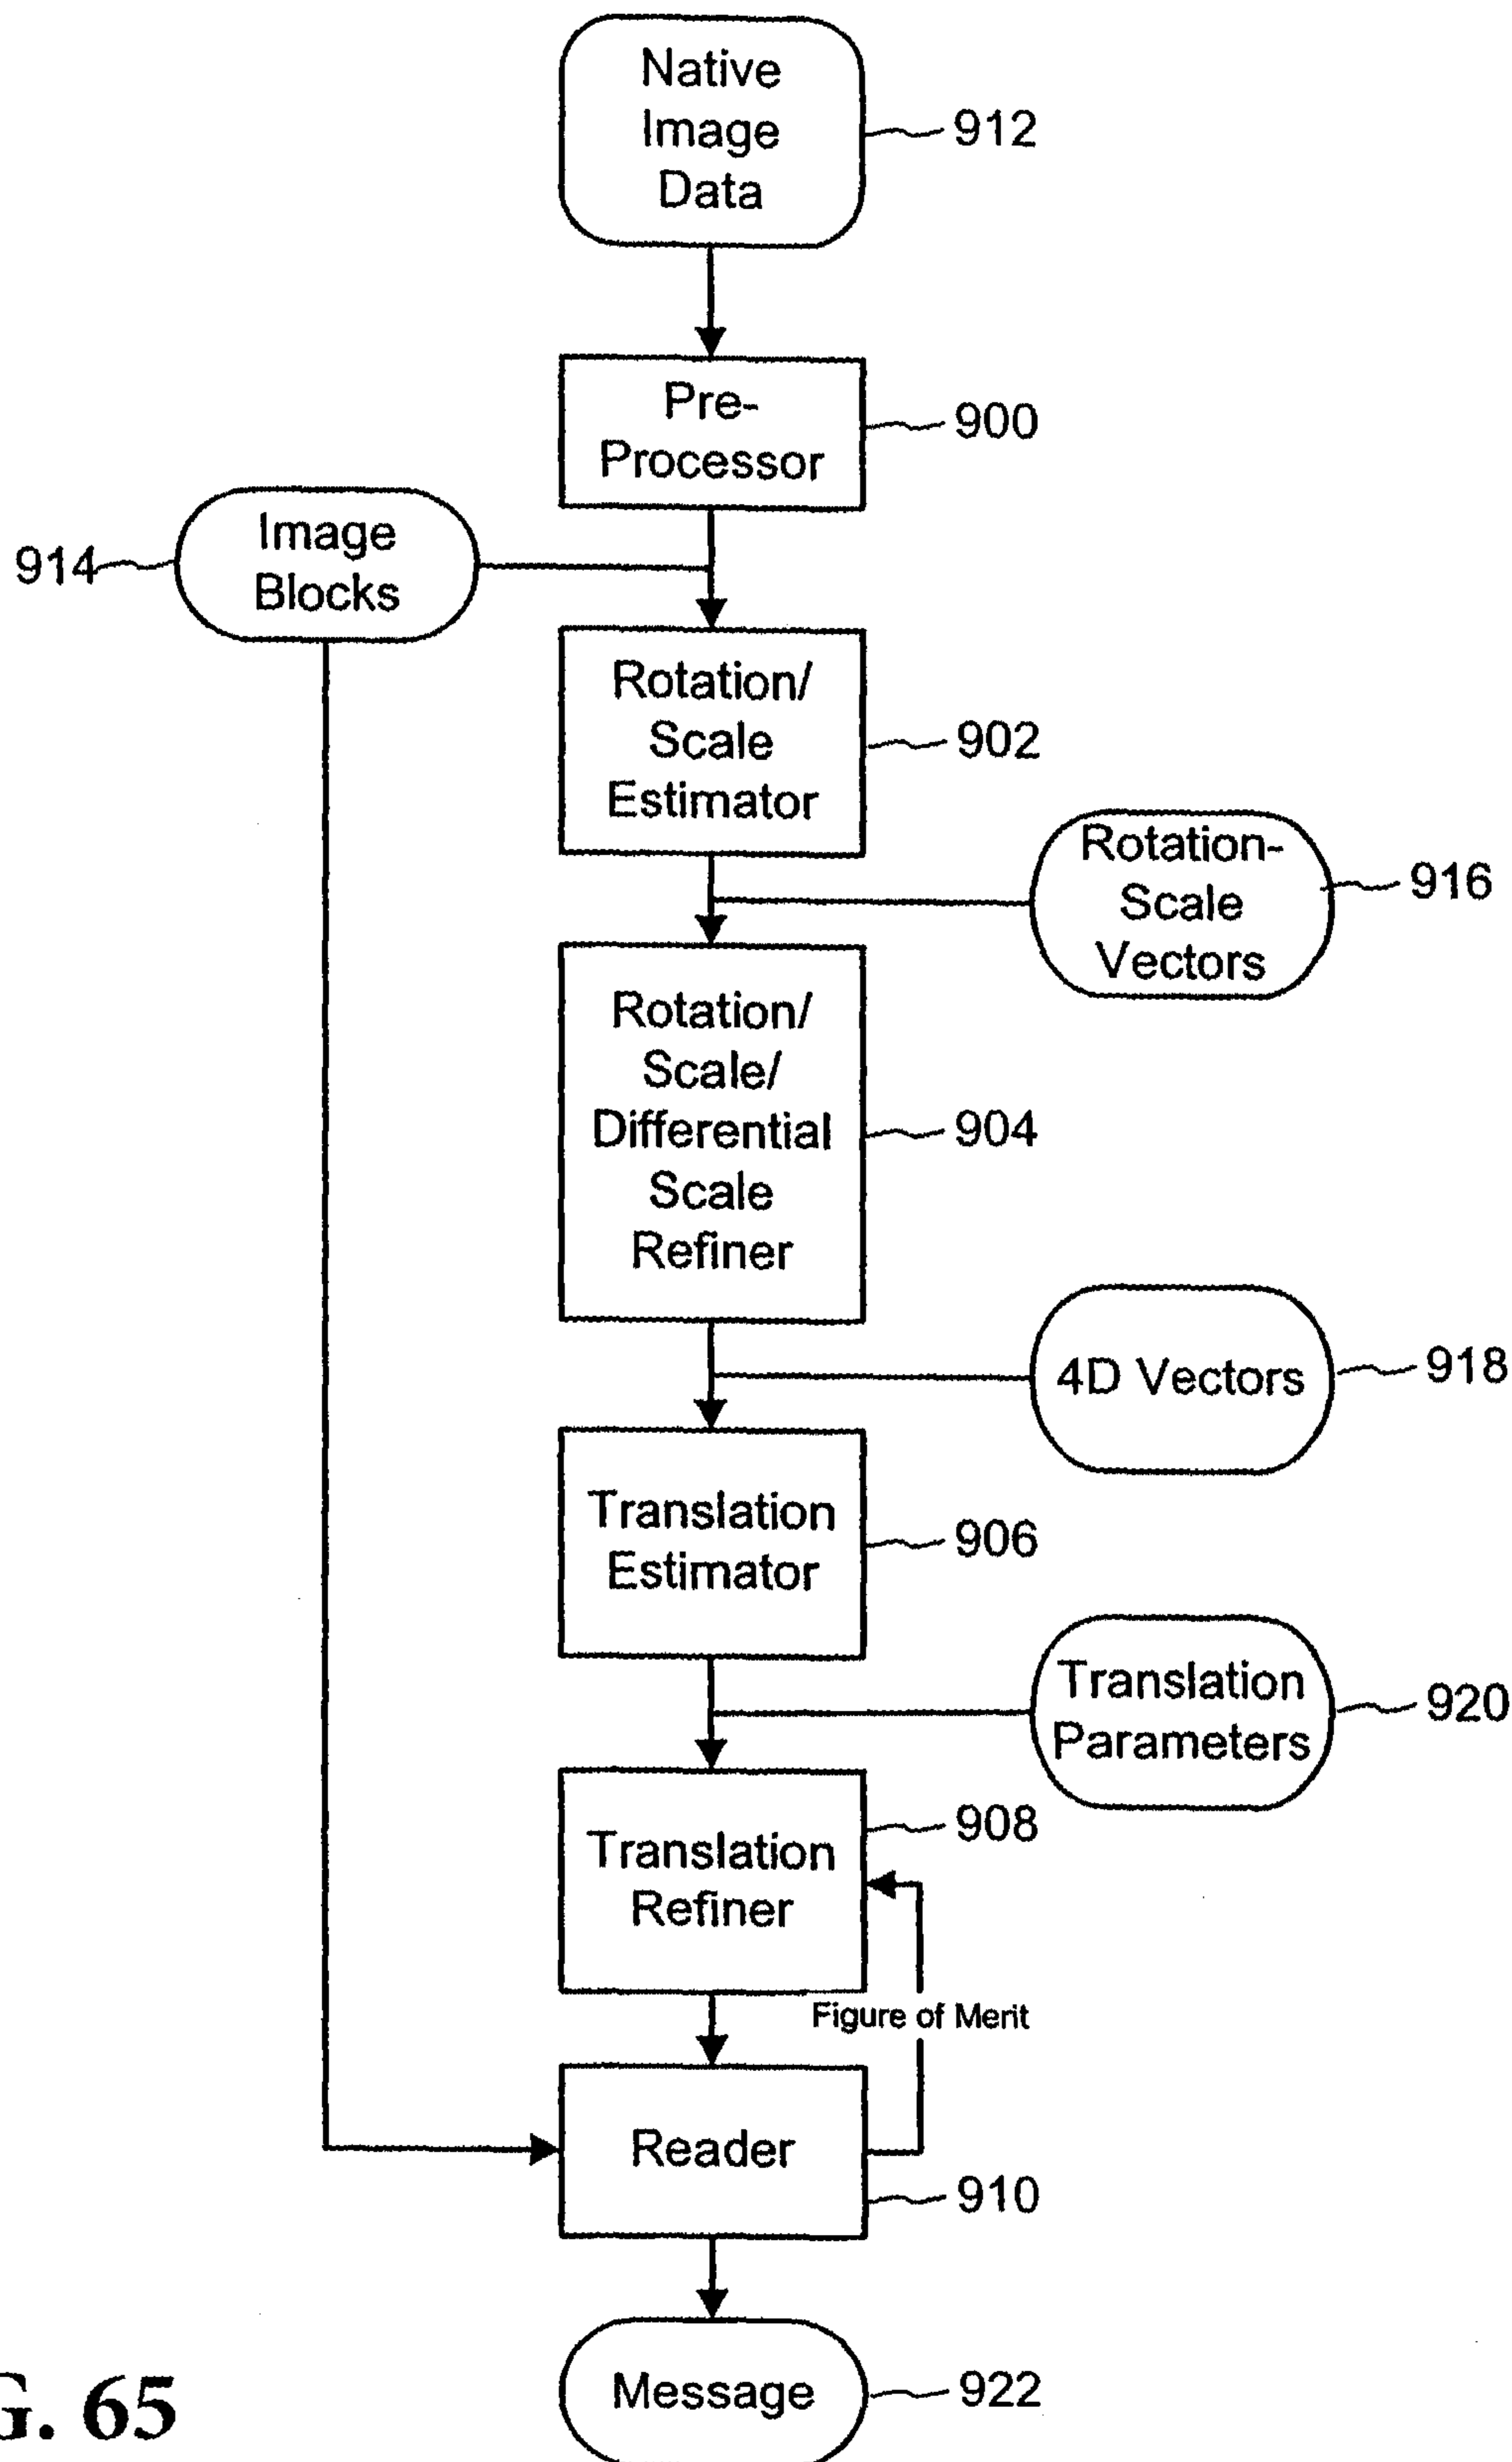 Native
Image
Data
912
Pre-
Processor
900
Image
Blocks
914
Rotation/
Scale
Estimator
902
Rotation-
Scale
Vectors
916
Rotation/
Scale/
Differential
Scale
Refiner
904
4D Vectors
918
Translation
Estimator
906
Translation
Parameters
920
Translation
Refiner
908
Figure of Merit
Reader
910
Message
922
G. 65